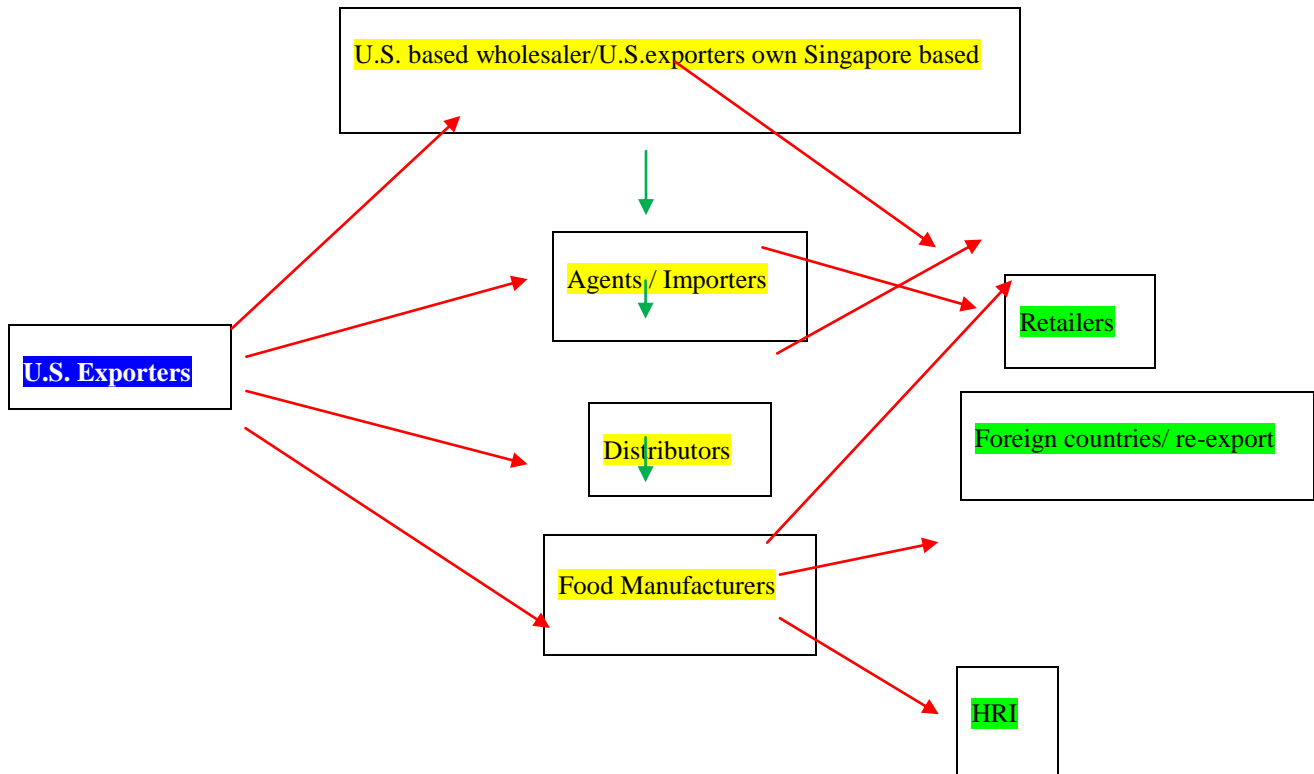 U.S. based wholesaler/U.S.exporters own Singapore based
Agents / Importers
Retailers
U.S. Exporters
Foreign countries/ re-export
Distributors
Food Manufacturers
HRI